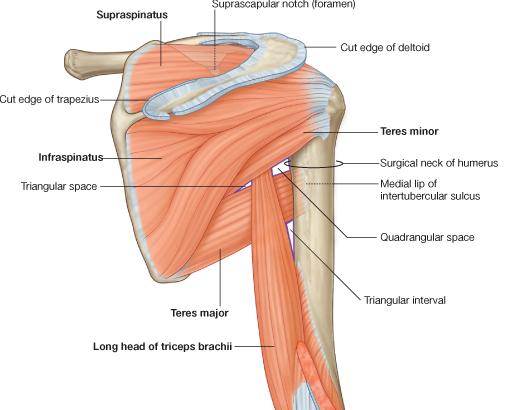 Suprascapular notch (foramen)
Supraspinatus
Cut edge of deltoid
Cut edge of trapezius
Teres minor
Infraspinatus
Surgical neck of humerus
Triangular space
Medial lip of
intertubercular sulcus
Quadrangular space
Triangular interval
Teres major
Long head of triceps brachii